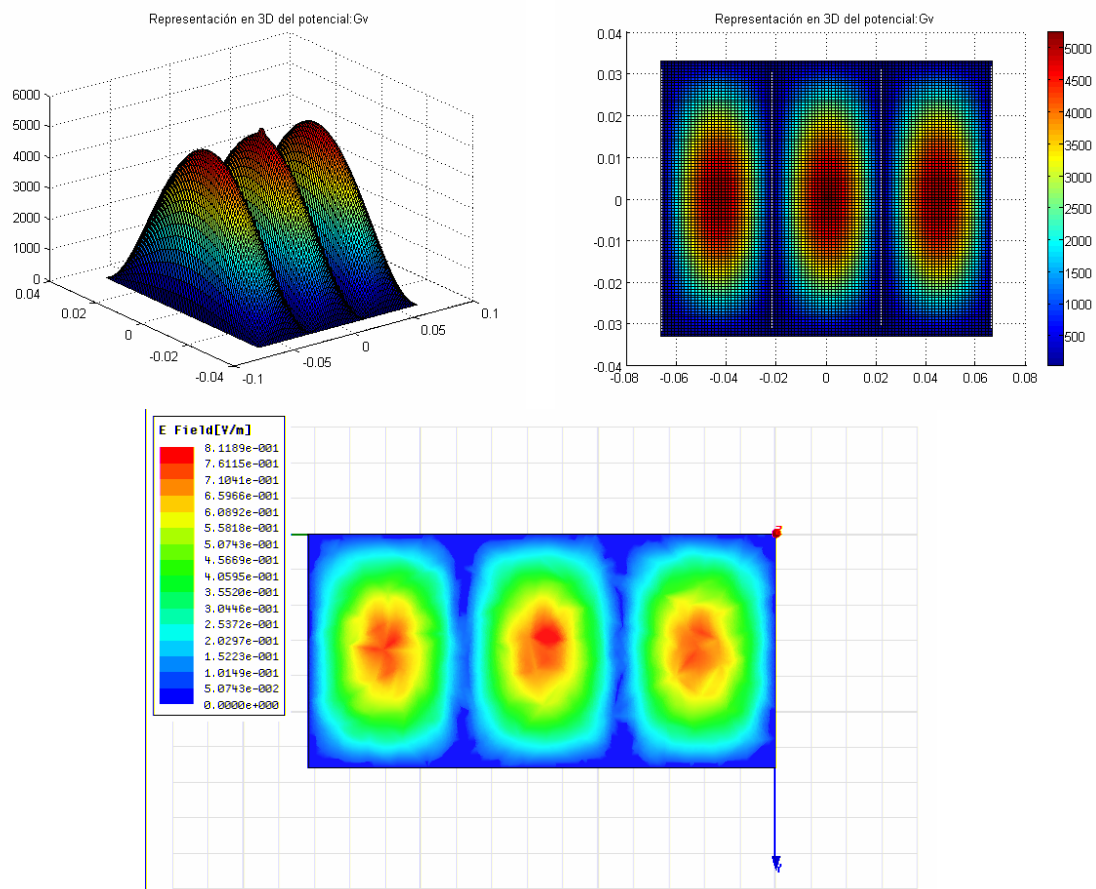 Representación en 3D del potencial:Gv
6000
5000
4000
3000
2000
1000
0
0.04
0.02
0
-0.02
-0.04
-0.1
-0.05
0
0.05
0.1
Representación en 3D del potencial:Gv
0.04
0.03
0.02
0.01
0
-0.01
-0.02
-0.03
-0.04
-0.08
-0.06
-0.04
-0.02
0
0.02
0.04
0.06
0.08
5000
4500
4000
3500
3000
2500
2000
1500
1000
500
E Field[V/m]
8.1189e-001
7.6115e-001
7.1041e-001
6.5966e-001
6.0892e-001
5.5818e-001
5.0743e-001
4.5669e-001
4.0595e-001
3.5520e-001
3.0446e-001
2.5372e-001
2.0297e-001
1.5223e-001
1.0149e-001
5.0743e-002
0.0000e+000